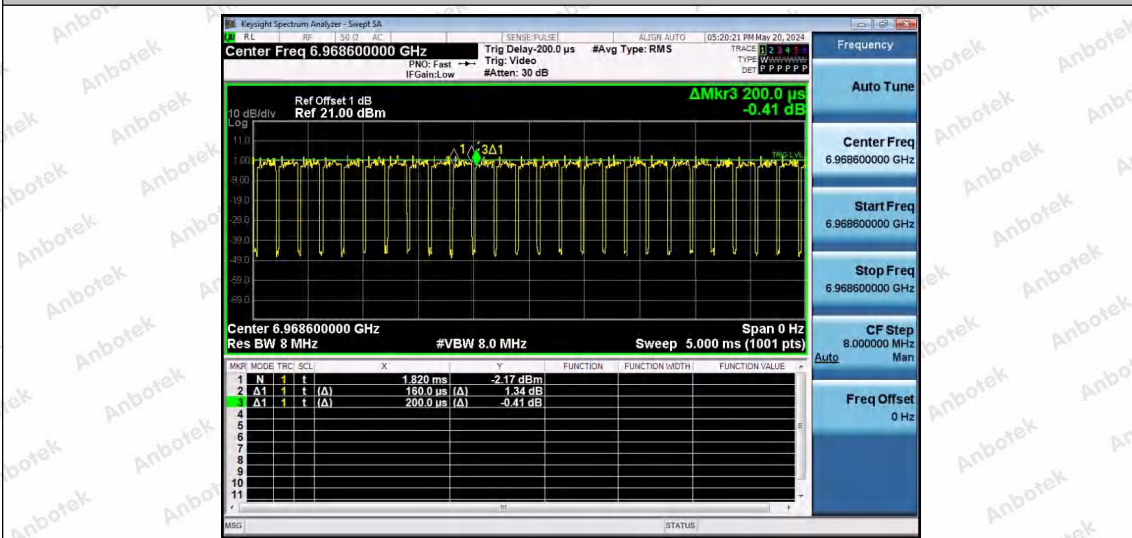 Keysight Spectrum Analyzer - Swept SA
RL RF 50 Ω AC SENSE:PULSE ALIGN AUTO 05:20:21 PM May 20, 2024
Center Freq 6.968600000 GHz
PNO: Fast
IFGain:Low
Trig Delay-200.0 µs
Trig: Video
#Atten: 30 dB
#Avg Type: RMS
TRACE 1 2 3 4 5 6
TYPE W
DET P P P P P P
Frequency
ΔMkr3 200.0 µs
-0.41 dB
Ref Offset 1 dB
10 dB/div Ref 21.00 dBm
Log
11.0
1.00
-9.00
-19.0
-29.0
-39.0
-49.0
-59.0
-69.0
1
3Δ1
TRIG LVL
Center 6.968600000 GHz Span 0 Hz
Res BW 8 MHz #VBW 8.0 MHz Sweep 5.000 ms (1001 pts)
MKR MODE TRC SCL X Y FUNCTION FUNCTION WIDTH FUNCTION VALUE
1 N 1 t 1.820 ms -2.17 dBm
2 Δ1 1 t (Δ) 160.0 µs (Δ) 1.34 dB
3 Δ1 1 t (Δ) 200.0 µs (Δ) -0.41 dB
4
5
6
7
8
9
10
11
MSG STATUS
Auto Tune
Center Freq
6.968600000 GHz
Start Freq
6.968600000 GHz
Stop Freq
6.968600000 GHz
CF Step
8.000000 MHz
Auto Man
Freq Offset
0 Hz
Anbotek